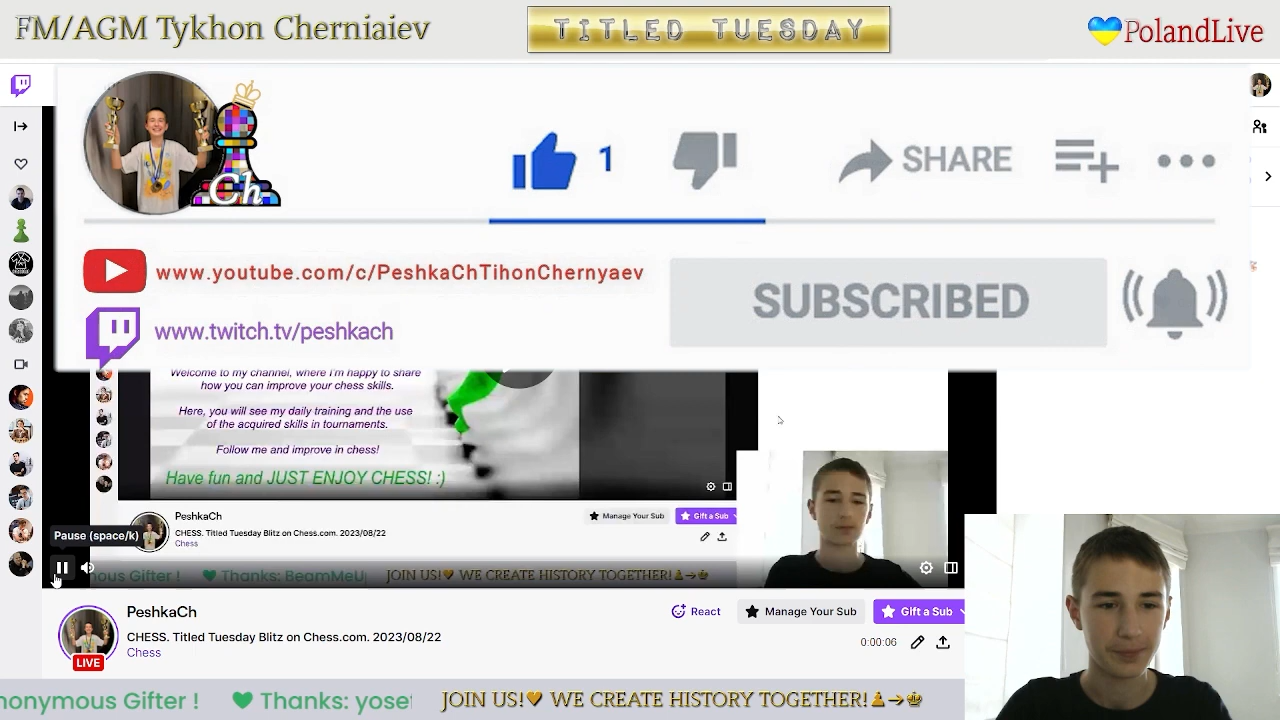 FM/AGM Tykhon Cherniaiev
TITLED TUESDAY
PolandLive
Ch
1
SHARE
www.youtube.com/c/PeshkaChTihonChernyaev
www.twitch.tv/peshkach
SUBSCRIBED
Welcome to my channel, where I'm happy to share
how you can improve your chess skills.
Here, you will see my daily training and the use
of the acquired skills in tournaments.
Follow me and improve in chess!
Have fun and JUST ENJOY CHESS! :)
PeshkaCh
Manage Your Sub
Gift a Sub
CHESS. Titled Tuesday Blitz on Chess.com. 2023/08/22
Chess
Pause (space/k)
nous Gifter !
Thanks: BeamMeU
JOIN US! WE CREATE HISTORY TOGETHER!
PeshkaCh
React
Manage Your Sub
Gift a Sub
CHESS. Titled Tuesday Blitz on Chess.com. 2023/08/22
0:00:06
Chess
LIVE
nonymous Gifter !
Thanks: yose
JOIN US! WE CREATE HISTORY TOGETHER!